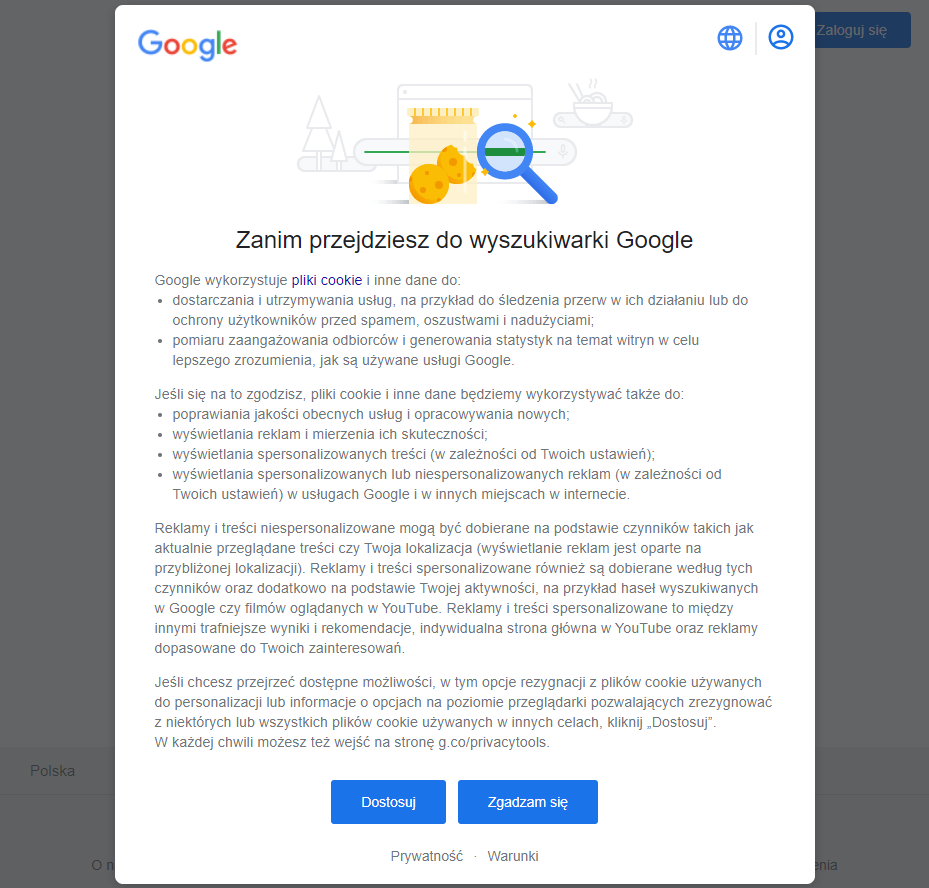 Google
Zaloguj się
Zanim przejdziesz do wyszukiwarki Google
Google wykorzystuje pliki cookie i inne dane do:
• dostarczania i utrzymywania usług, na przykład do śledzenia przerw w ich działaniu lub do
ochrony użytkowników przed spamem, oszustwami i nadużyciami;
• pomiaru zaangażowania odbiorców i generowania statystyk na temat witryn w celu
lepszego zrozumienia, jak są używane usługi Google.
Jeśli się na to zgodzisz, pliki cookie i inne dane będziemy wykorzystywać także do:
• poprawiania jakości obecnych usług i opracowywania nowych;
• wyświetlania reklam i mierzenia ich skuteczności;
• wyświetlania spersonalizowanych treści (w zależności od Twoich ustawień);
• wyświetlania spersonalizowanych lub niespersonalizowanych reklam (w zależności od
Twoich ustawień) w usługach Google i w innych miejscach w internecie.
Reklamy i treści niespersonalizowane mogą być dobierane na podstawie czynników takich jak
aktualnie przeglądane treści czy Twoja lokalizacja (wyświetlanie reklam jest oparte na
przybliżonej lokalizacji). Reklamy i treści spersonalizowane również są dobierane według tych
czynników oraz dodatkowo na podstawie Twojej aktywności, na przykład haseł wyszukiwanych
w Google czy filmów oglądanych w YouTube. Reklamy i treści spersonalizowane to między
innymi trafniejsze wyniki i rekomendacje, indywidualna strona główna w YouTube oraz reklamy
dopasowane do Twoich zainteresowań.
Jeśli chcesz przejrzeć dostępne możliwości, w tym opcje rezygnacji z plików cookie używanych
do personalizacji lub informacje o opcjach na poziomie przeglądarki pozwalających zrezygnować
z niektórych lub wszystkich plików cookie używanych w innych celach, kliknij „Dostosuj”.
W każdej chwili możesz też wejść na stronę g.co/privacytools.
Polska
Dostosuj Zgadzam się
Prywatność · Warunki